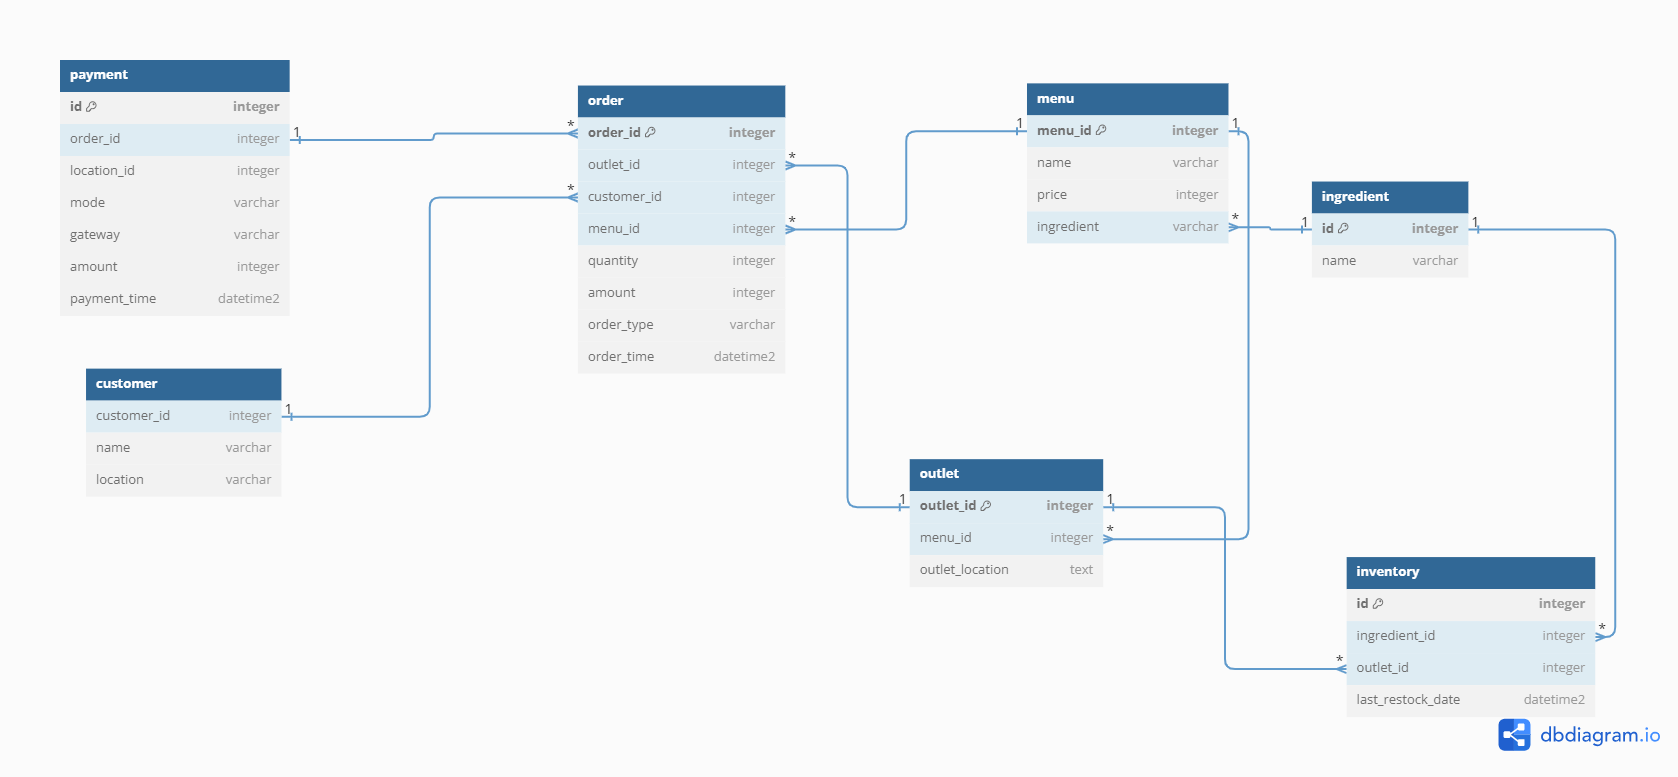 payment
id integer
order_id integer
location_id integer
mode varchar
gateway varchar
amount integer
payment_time datetime2
1
*
customer
customer_id integer
name varchar
location varchar
1
*
order
order_id integer
outlet_id integer
customer_id integer
menu_id integer
quantity integer
amount integer
order_type varchar
order_time datetime2
*
*
1
1
menu
menu_id integer
name varchar
price integer
ingredient varchar
1
*
1
ingredient
id integer
name varchar
1
outlet
outlet_id integer
menu_id integer
outlet_location text
1
*
inventory
id integer
ingredient_id integer
outlet_id integer
last_restock_date datetime2
*
*
dbdiagram.io